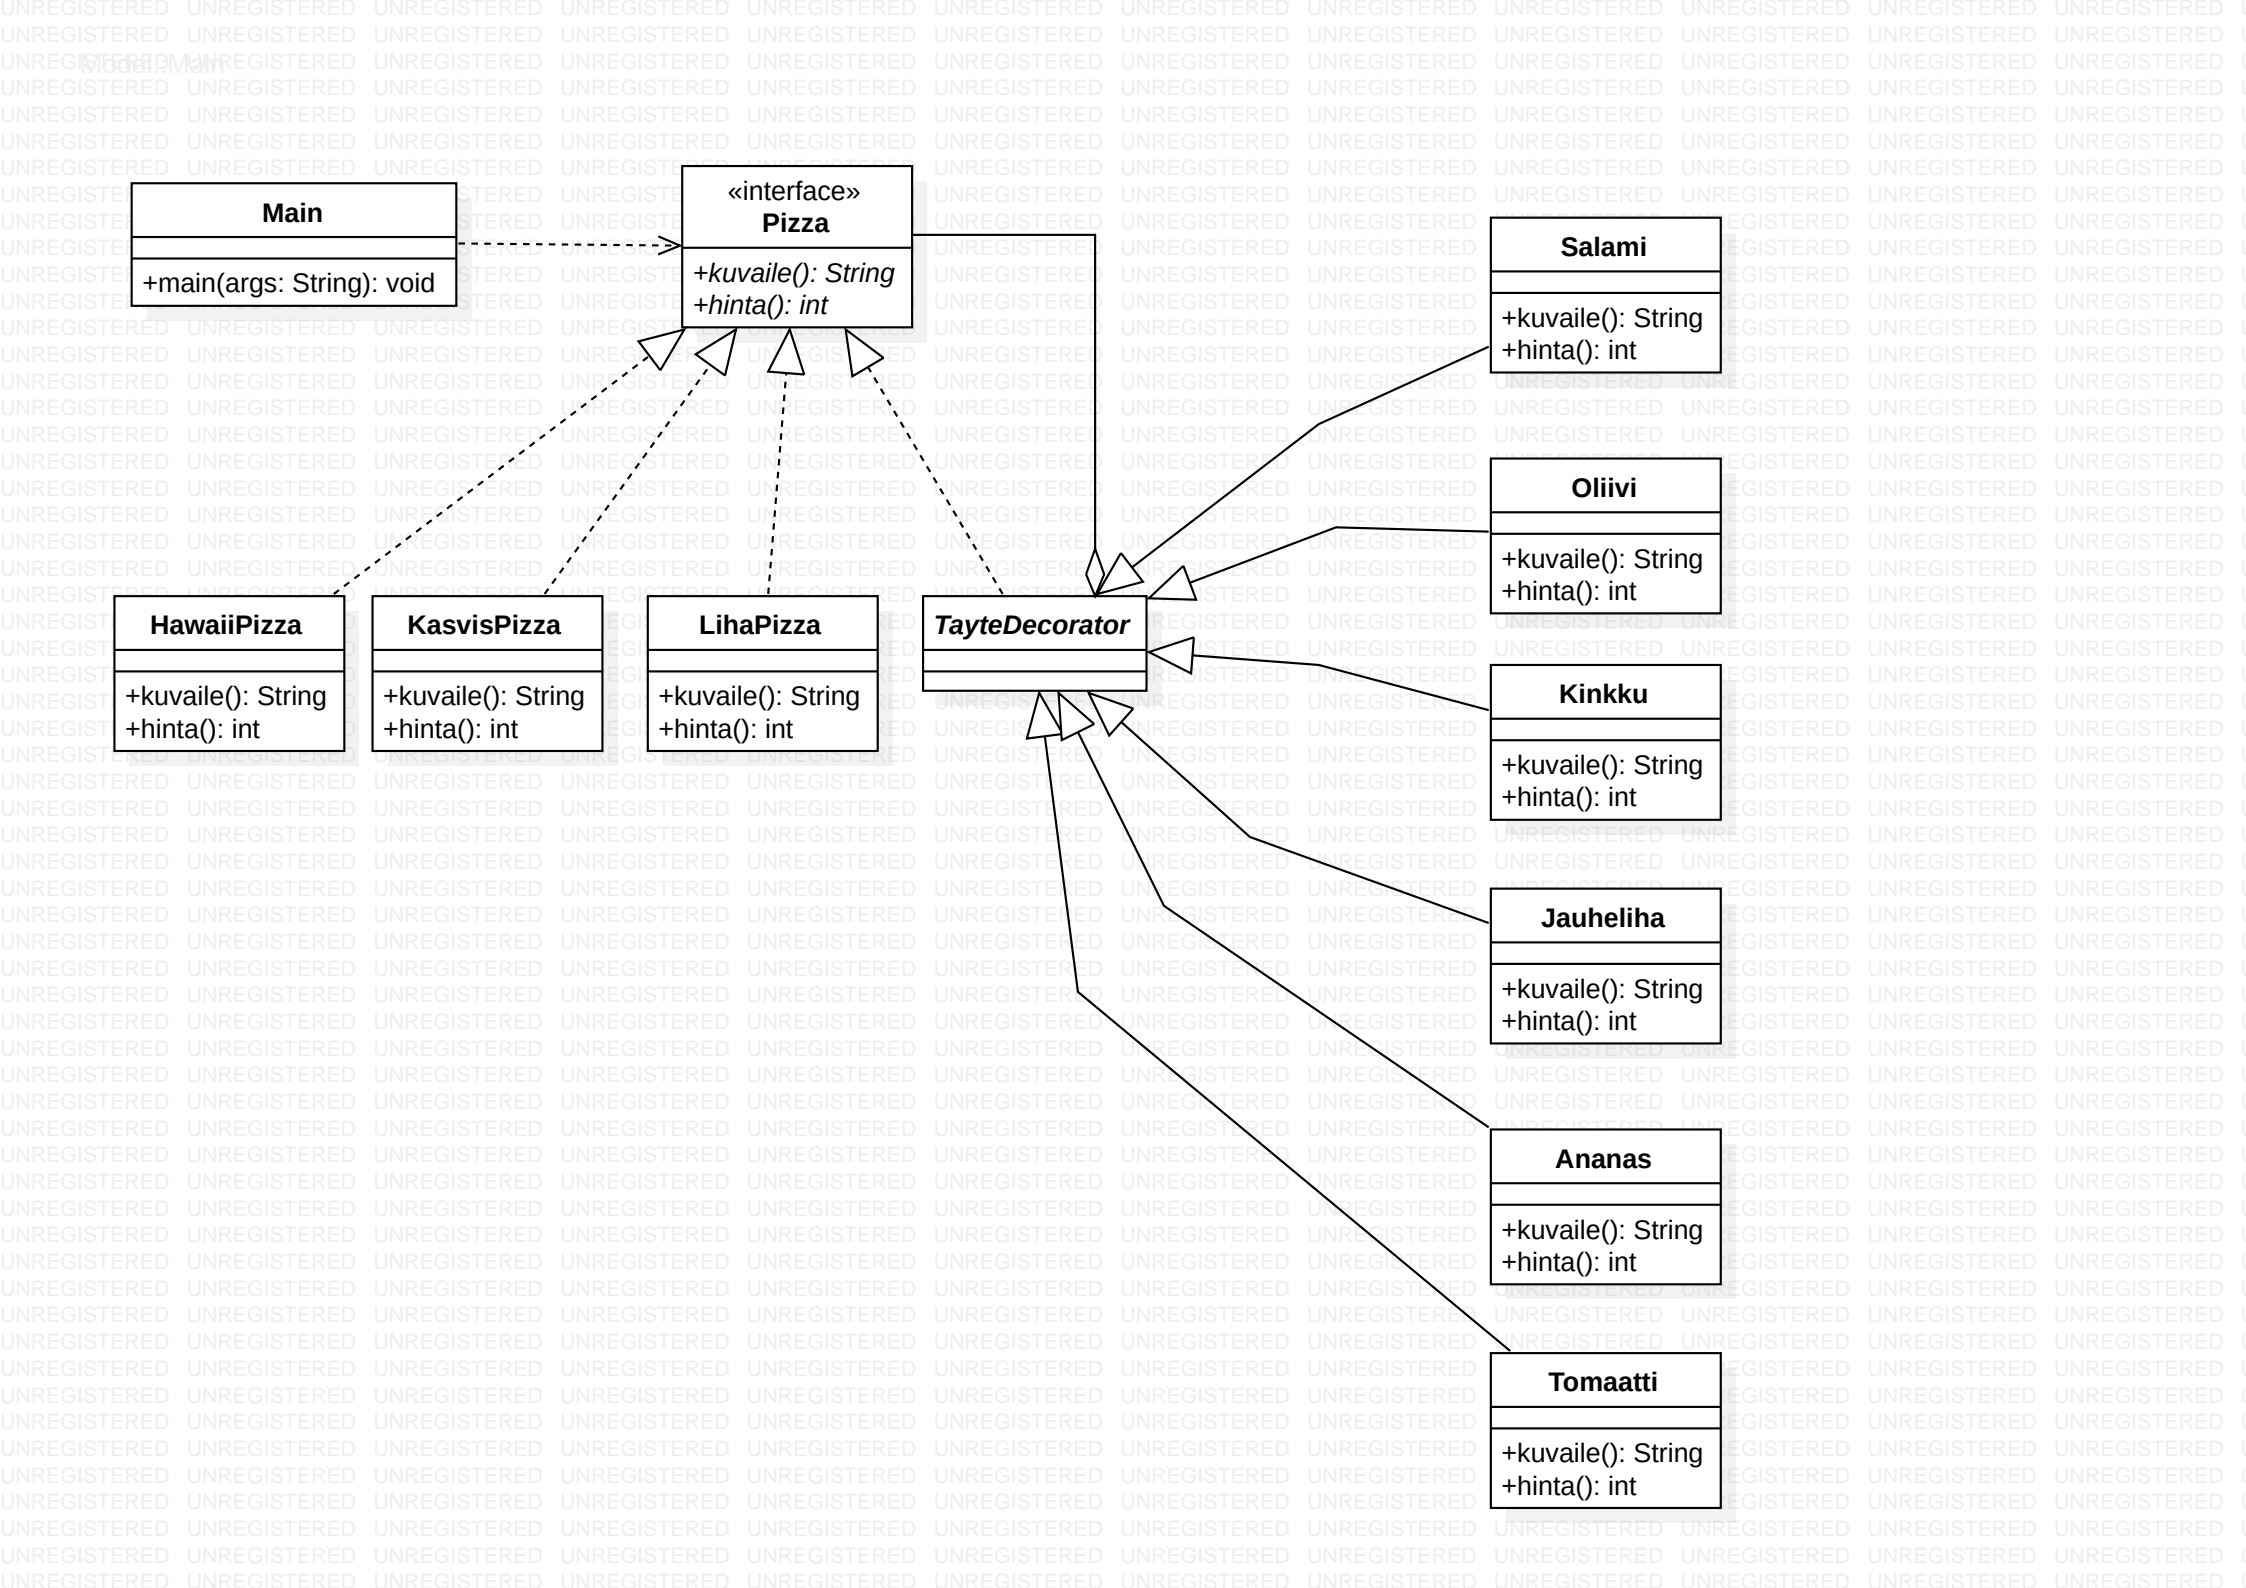 Model::Main
Main
+main(args: String): void
«interface»
Pizza
+kuvaile(): String
+hinta(): int
HawaiiPizza
+kuvaile(): String
+hinta(): int
KasvisPizza
+kuvaile(): String
+hinta(): int
LihaPizza
+kuvaile(): String
+hinta(): int
TayteDecorator
Salami
+kuvaile(): String
+hinta(): int
Oliivi
+kuvaile(): String
+hinta(): int
Kinkku
+kuvaile(): String
+hinta(): int
Jauheliha
+kuvaile(): String
+hinta(): int
Ananas
+kuvaile(): String
+hinta(): int
Tomaatti
+kuvaile(): String
+hinta(): int
UNREGISTERED